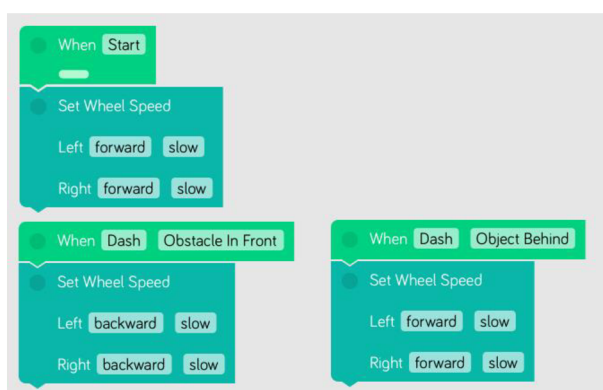 When Start
Set Wheel Speed
Left forward slow
Right forward slow
When Dash Obstacle In Front
Set Wheel Speed
Left backward slow
Right backward slow
When Dash Object Behind
Set Wheel Speed
Left forward slow
Right forward slow